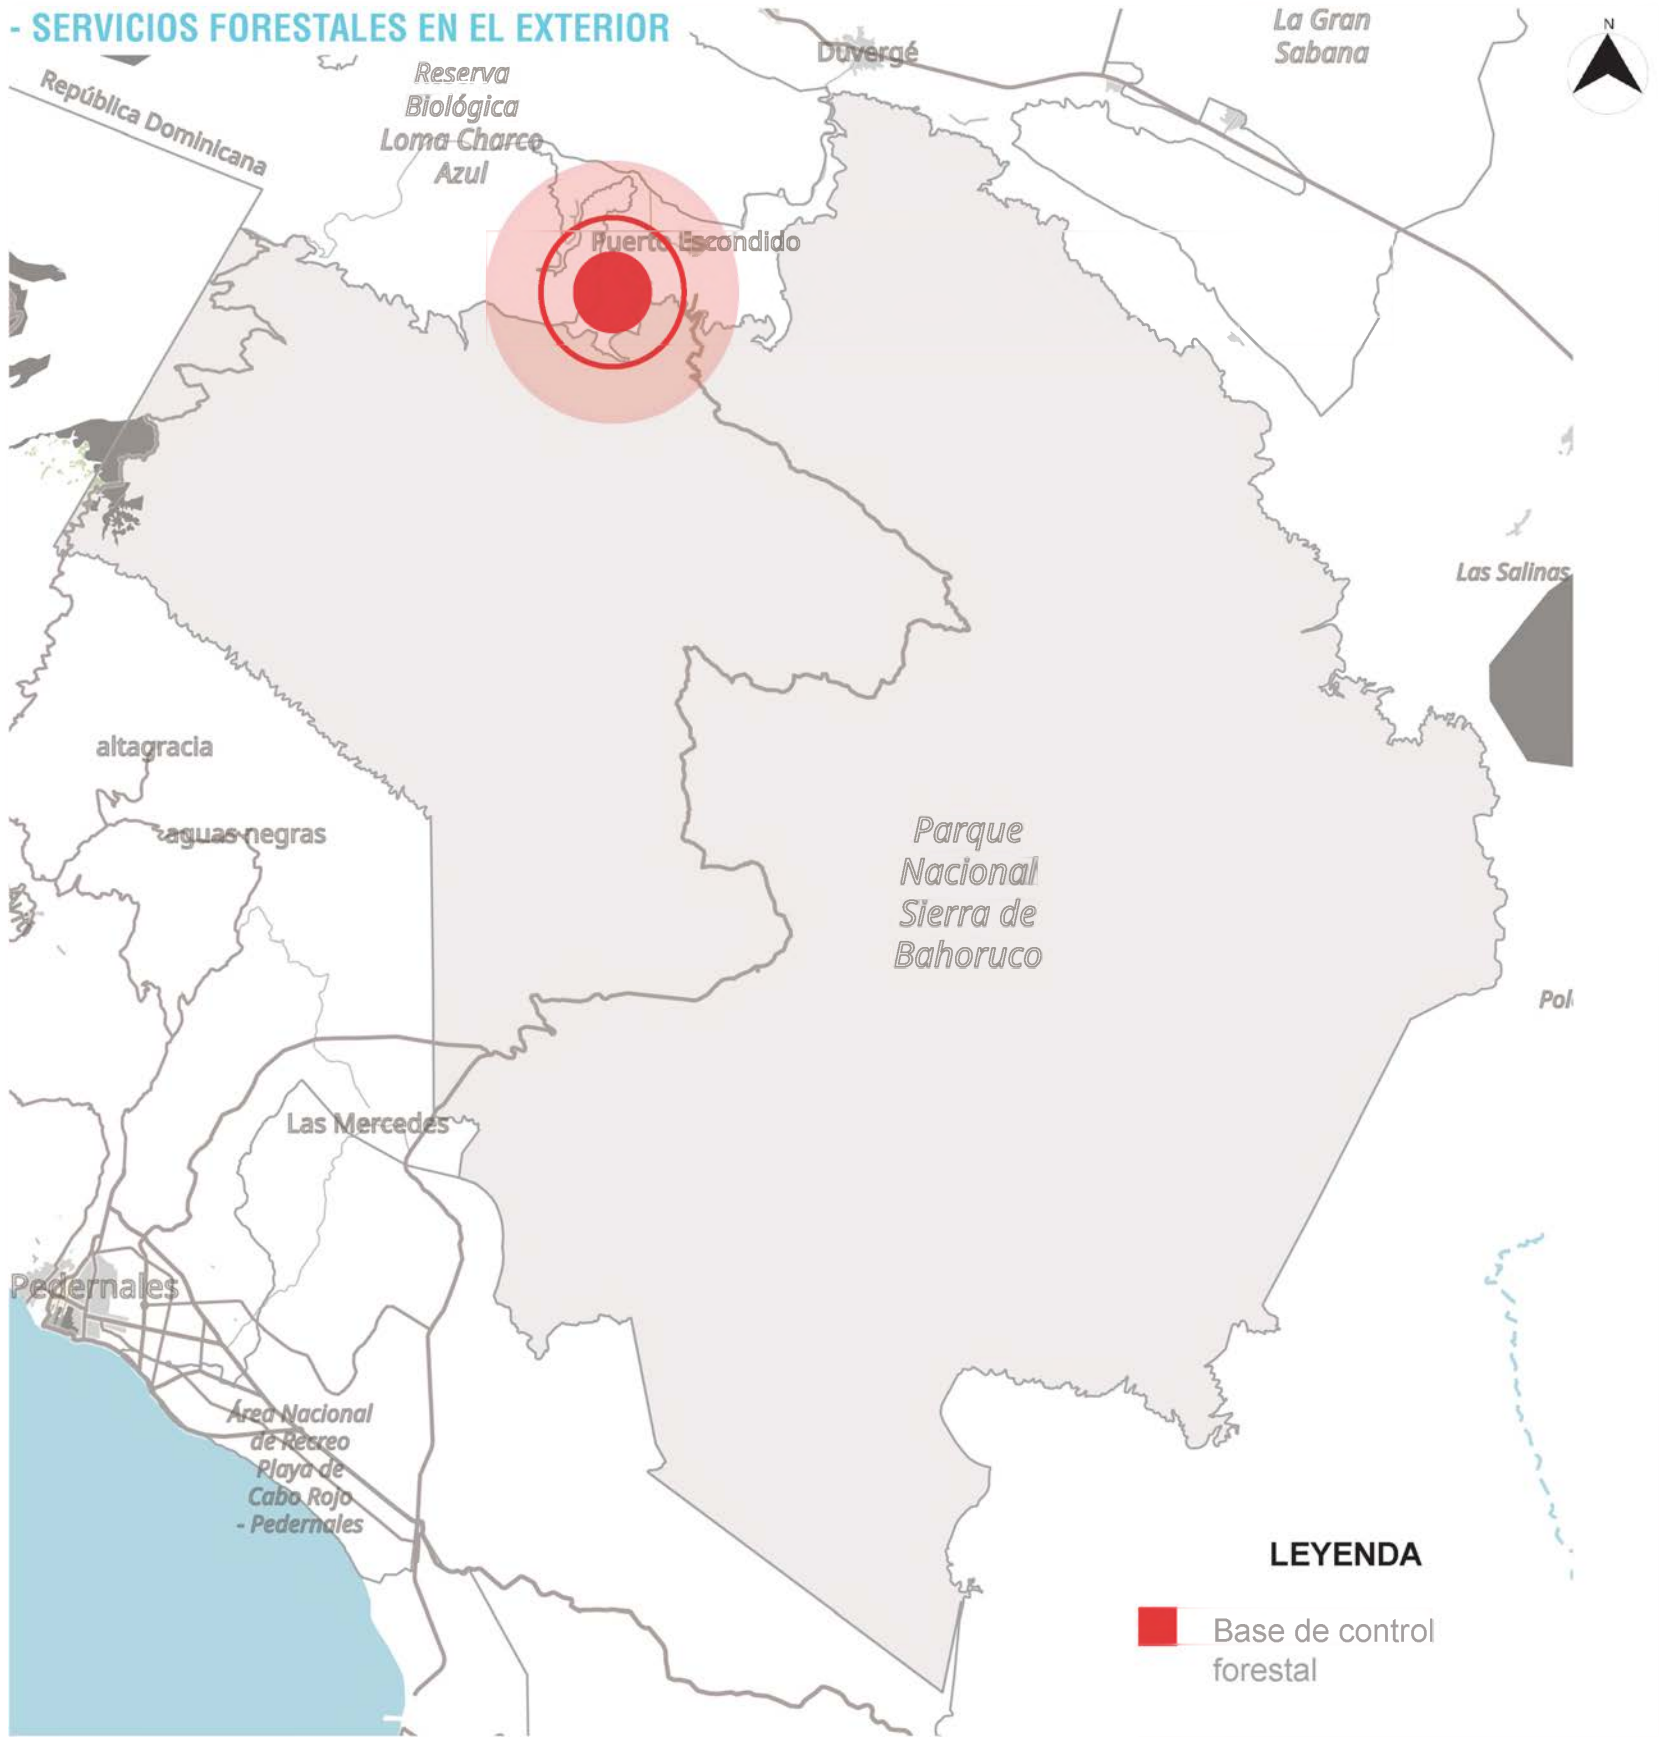 - SERVICIOS FORESTALES EN EL EXTERIOR
La Gran
Sabana
N
Duvergé
República Dominicana
Reserva
Biológica
Loma Charco
Azul
Puerto Escondido
Las Salinas
altagracia
aguas negras
Parque
Nacional
Sierra de
Bahoruco
Las Mercedes
Pedernales
Área Nacional
de Recreo
Playa de
Cabo Rojo
- Pedernales
LEYENDA
Base de control
forestal